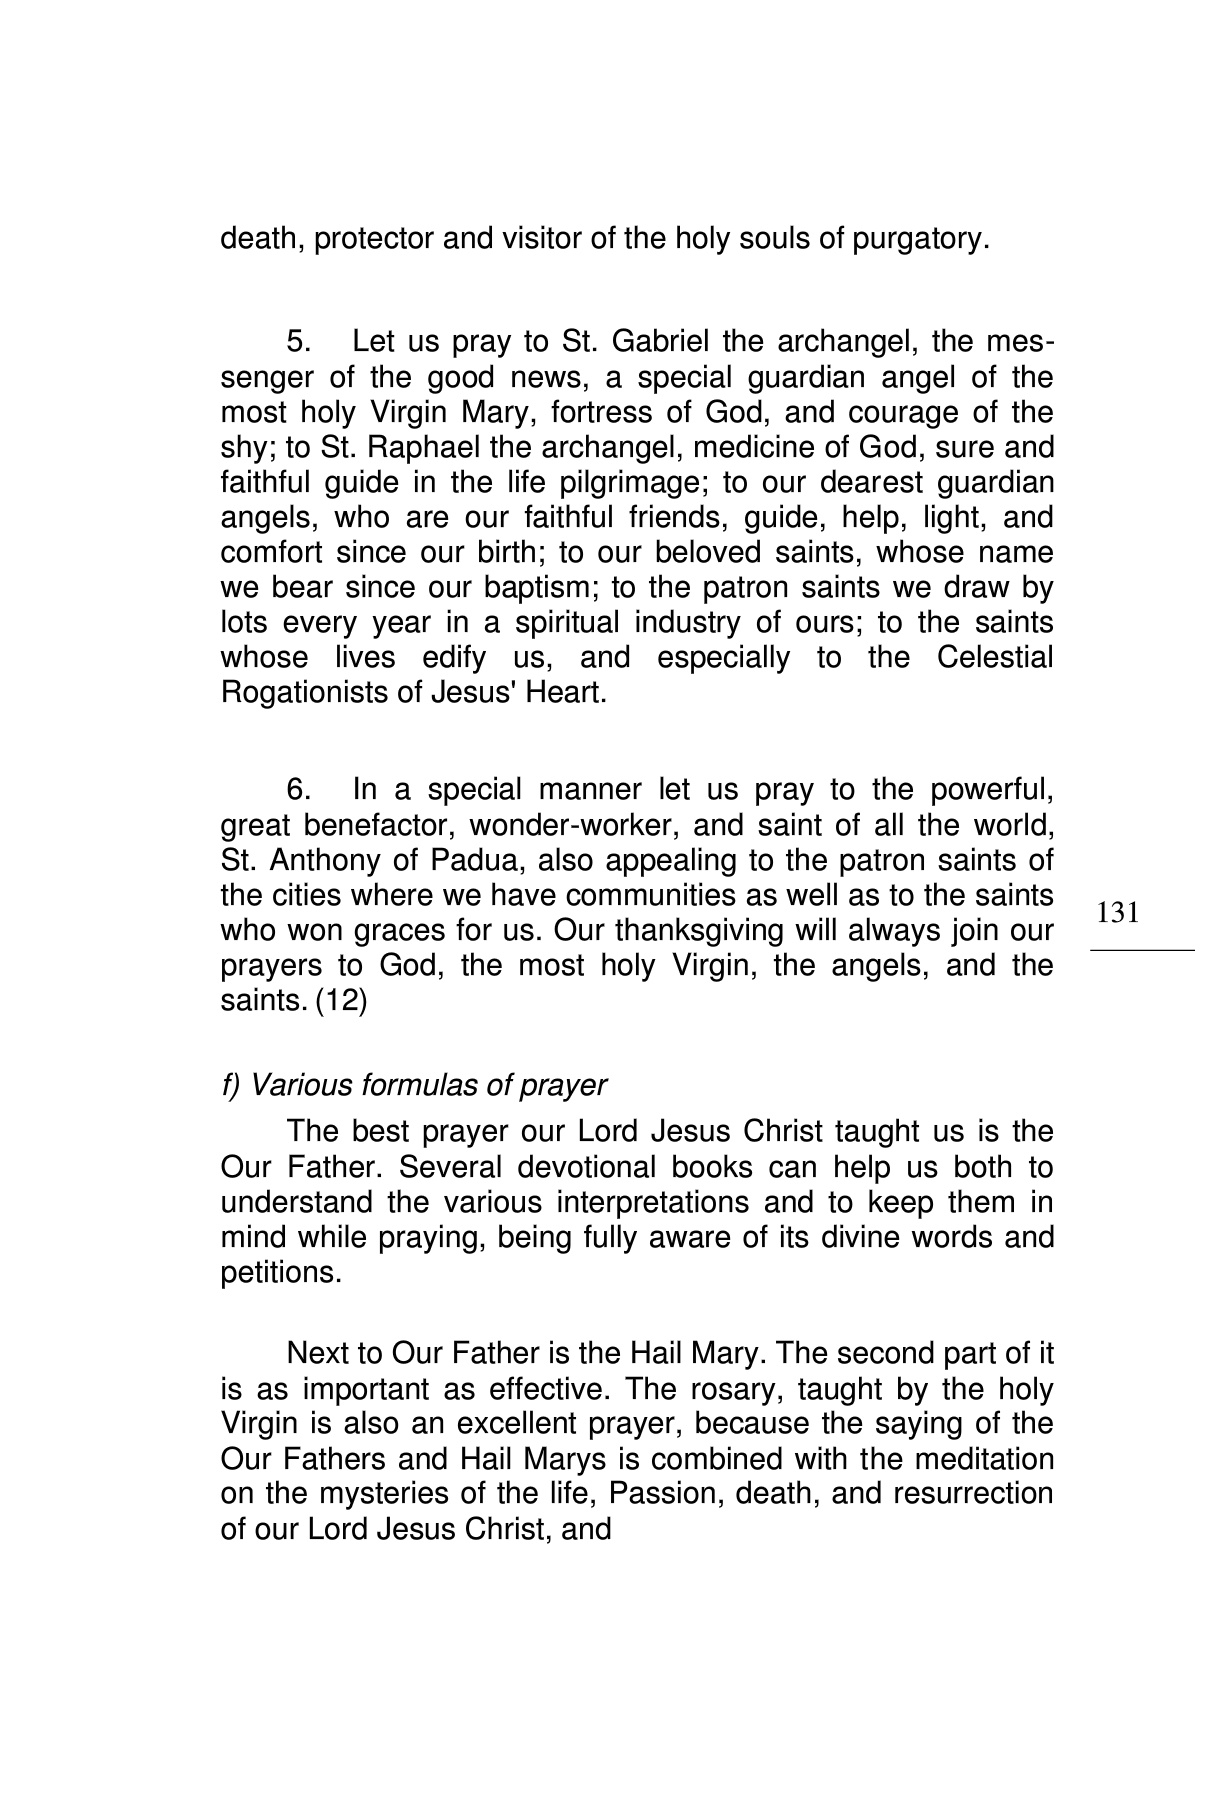 death, protector and visitor of the holy souls of purgatory.
5. Let us pray to St. Gabriel the archangel, the mes-
senger of the good news, a special guardian angel of the
most holy Virgin Mary, fortress of God, and courage of the
shy; to St. Raphael the archangel, medicine of God, sure and
faithful guide in the life pilgrimage; to our dearest guardian
angels, who are our faithful friends, guide, help, light, and
comfort since our birth; to our beloved saints, whose name
we bear since our baptism; to the patron saints we draw by
lots every year in a spiritual industry of ours; to the saints
whose lives edify us, and especially to the Celestial
Rogationists of Jesus' Heart.
6. In a special manner let us pray to the powerful,
great benefactor, wonder-worker, and saint of all the world,
St. Anthony of Padua, also appealing to the patron saints of
the cities where we have communities as well as to the saints
who won graces for us. Our thanksgiving will always join our
prayers to God, the most holy Virgin, the angels, and the
saints. (12)
131
f) Various formulas of prayer
The best prayer our Lord Jesus Christ taught us is the
Our Father. Several devotional books can help us both to
understand the various interpretations and to keep them in
mind while praying, being fully aware of its divine words and
petitions.
Next to Our Father is the Hail Mary. The second part of it
is as important as effective. The rosary, taught by the holy
Virgin is also an excellent prayer, because the saying of the
Our Fathers and Hail Marys is combined with the meditation
on the mysteries of the life, Passion, death, and resurrection
of our Lord Jesus Christ, and